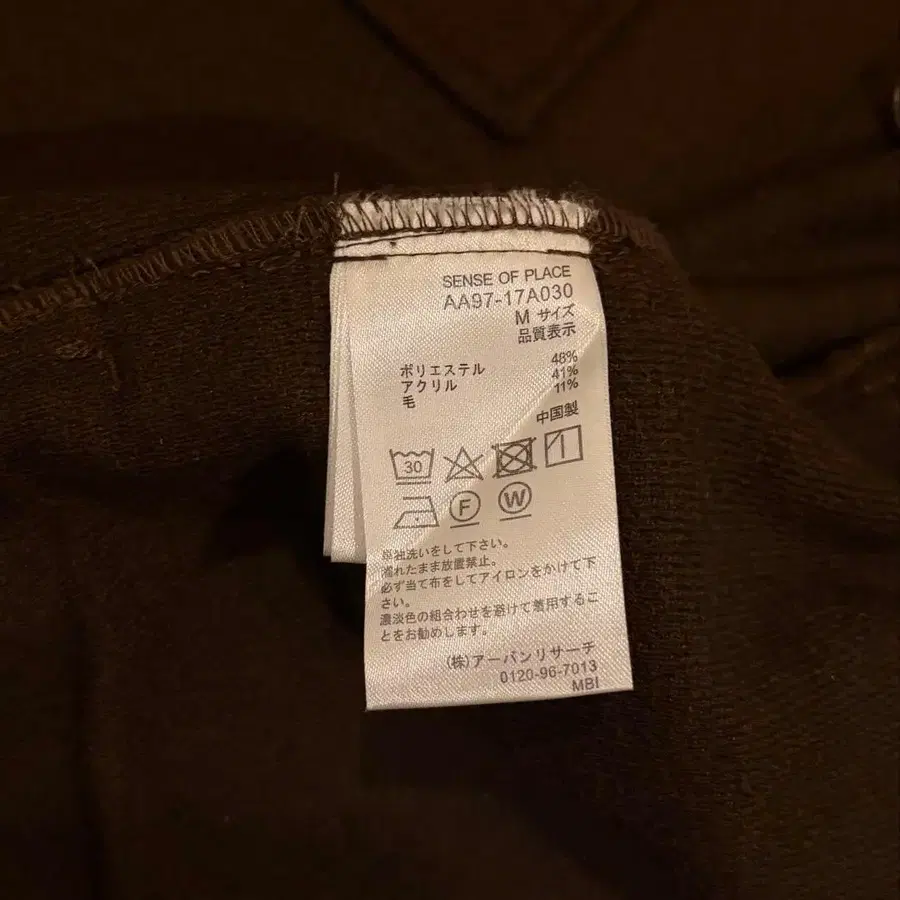 SENSE OF PLACE
AA97-17A030
M サイズ
品質表示
ポリエステル 48%
アクリル 41%
毛 11%
中国製
30
F W
単独洗いをして下さい。
濡れたまま放置禁止。
必ず当て布をしてアイロンをかけて下
さい。
濃淡色の組合わせを避けて着用するこ
とをお勧めします。
(株)アーバンリサーチ
0120-96-7013
MBI